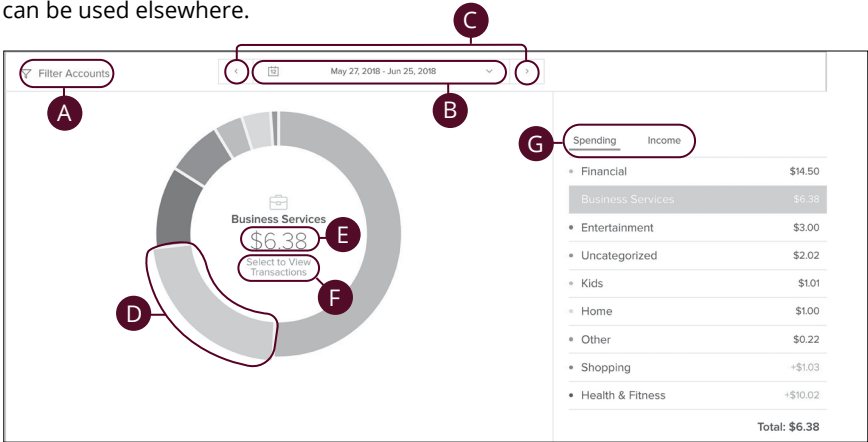 can be used elsewhere.
C
Filter Accounts
< 12 May 27, 2018 - Jun 25, 2018 >
A
B
G
Spending Income
Financial $14.50
Business Services $6.38
Entertainment $3.00
Uncategorized $2.02
Kids $1.01
Home $1.00
Other $0.22
Shopping +$1.03
Health & Fitness +$10.02
Total: $6.38
Business Services
$6.38
E
Select to View
Transactions
F
D